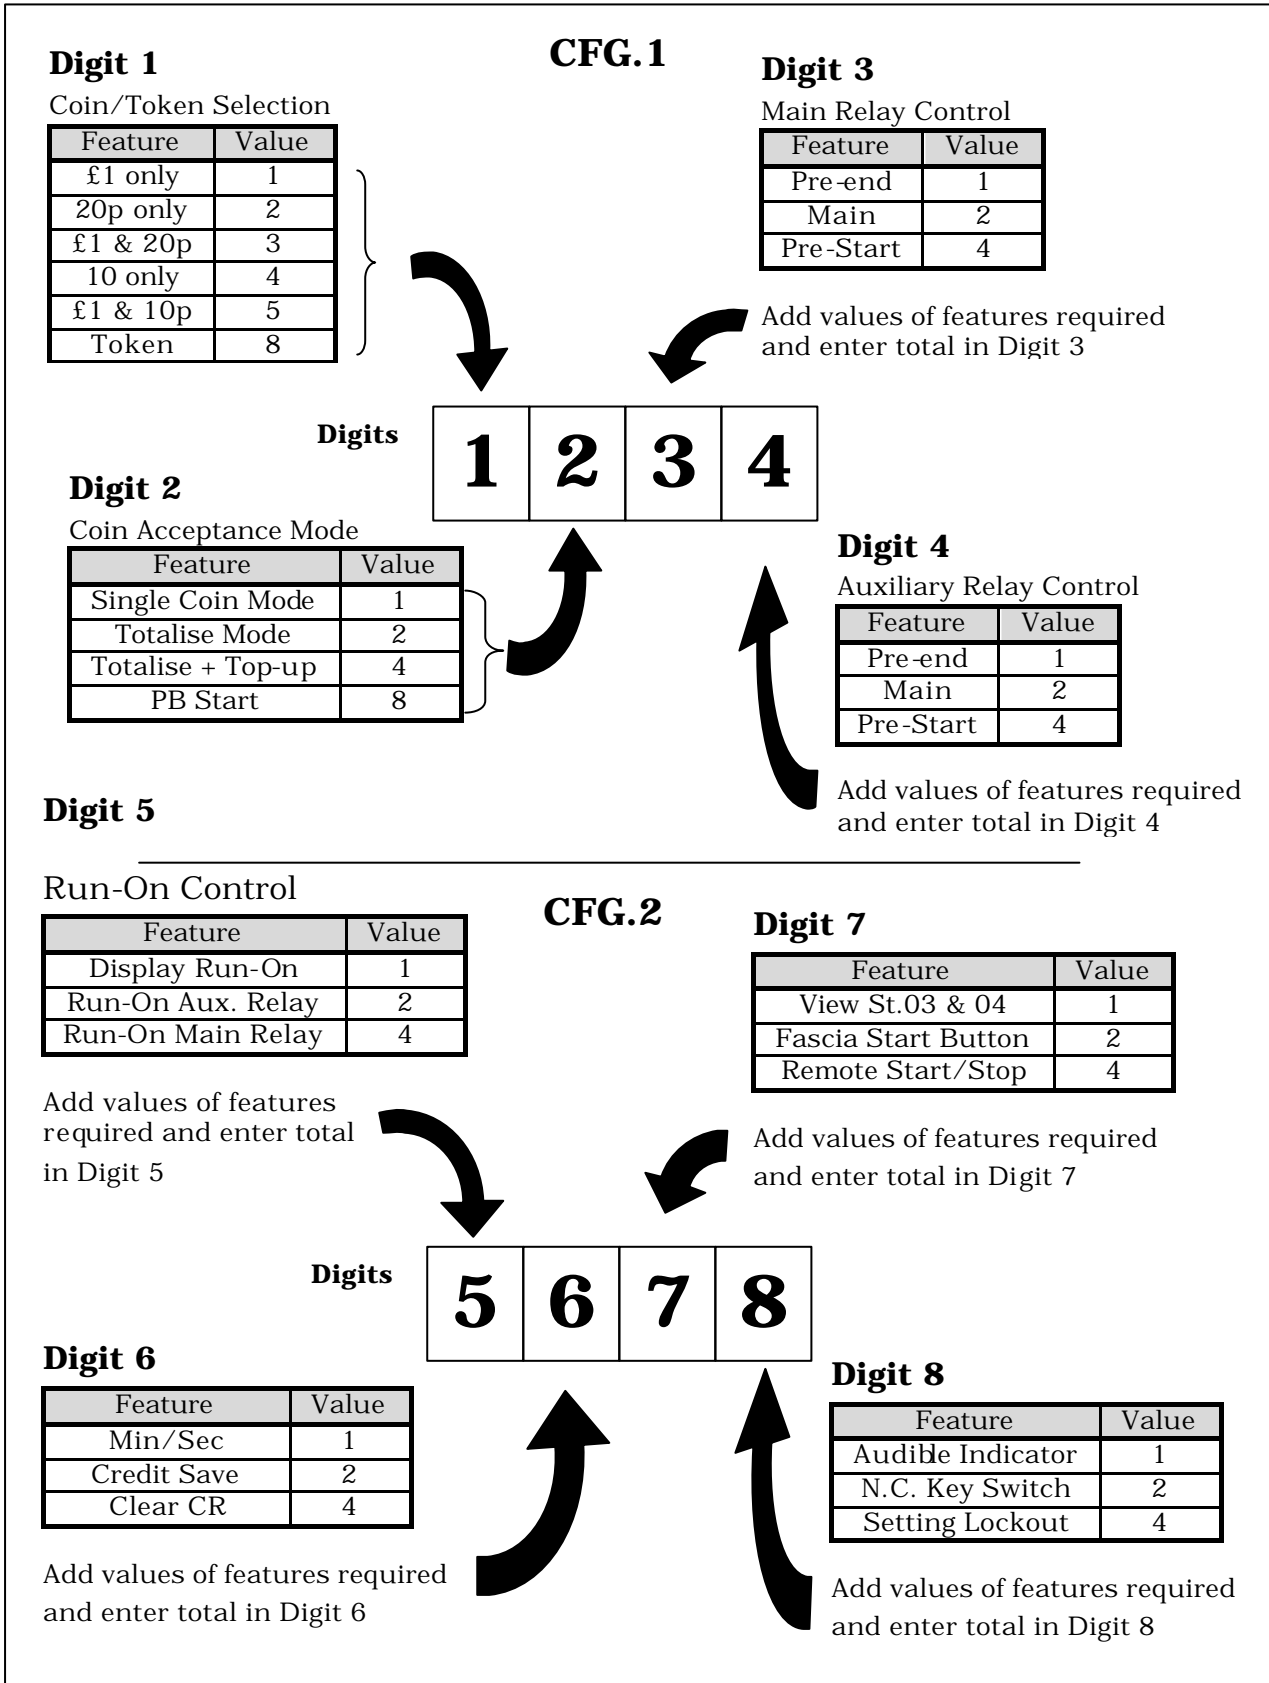 CFG.1
Digit 1
Coin/Token Selection
Feature Value
£1 only 1
20p only 2
£1 & 20p 3
10 only 4
£1 & 10p 5
Token 8
Digit 3
Main Relay Control
Feature Value
Pre-end 1
Main 2
Pre-Start 4
Add values of features required
and enter total in Digit 3
Digits 1 2 3 4
Digit 2
Coin Acceptance Mode
Feature Value
Single Coin Mode 1
Totalise Mode 2
Totalise + Top-up 4
PB Start 8
Digit 4
Auxiliary Relay Control
Feature Value
Pre-end 1
Main 2
Pre-Start 4
Add values of features required
and enter total in Digit 4
Digit 5
Run-On Control
Feature Value
Display Run-On 1
Run-On Aux. Relay 2
Run-On Main Relay 4
Add values of features
required and enter total
in Digit 5
CFG.2
Digit 7
Feature Value
View St.03 & 04 1
Fascia Start Button 2
Remote Start/Stop 4
Add values of features required
and enter total in Digit 7
Digits 5 6 7 8
Digit 6
Feature Value
Min/Sec 1
Credit Save 2
Clear CR 4
Add values of features required
and enter total in Digit 6
Digit 8
Feature Value
Audible Indicator 1
N.C. Key Switch 2
Setting Lockout 4
Add values of features required
and enter total in Digit 8